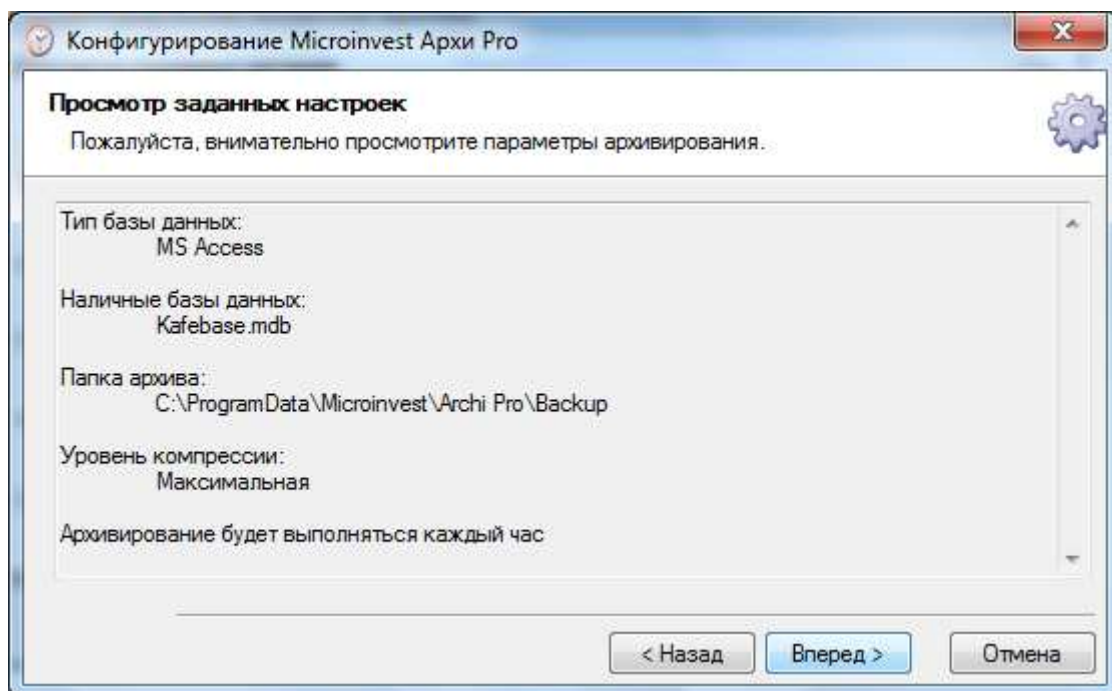 Конфигурирование Microinvest Архи Pro
Просмотр заданных настроек
Пожалуйста, внимательно просмотрите параметры архивирования.
Тип базы данных:
MS Access
Наличные базы данных:
Kafebase.mdb
Папка архива:
C:\ProgramData\Microinvest\Archi Pro\Backup
Уровень компрессии:
Максимальная
Архивирование будет выполняться каждый час
< Назад Вперед > Отмена